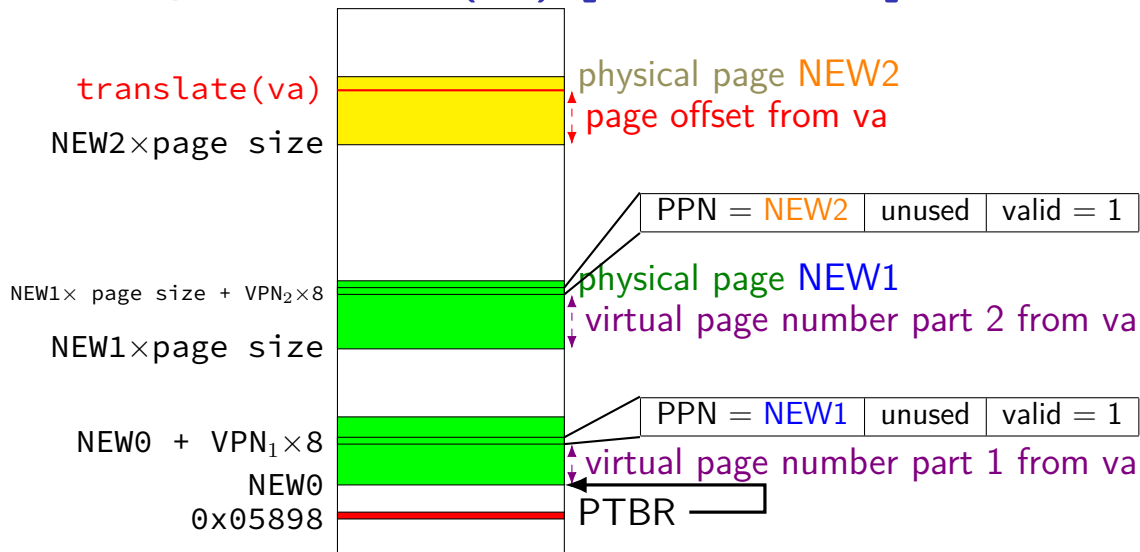 translate(va)
physical page NEW2
page offset from va
NEW2×page size
PPN = NEW2 unused valid = 1
NEW1× page size + VPN₂×8
physical page NEW1
virtual page number part 2 from va
NEW1×page size
PPN = NEW1 unused valid = 1
NEW0 + VPN₁×8
virtual page number part 1 from va
NEW0
PTBR
0x05898